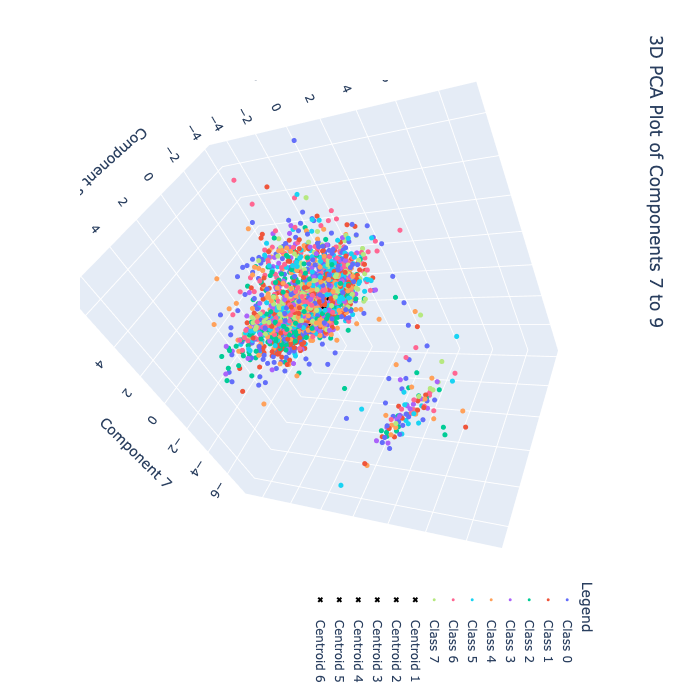 3D PCA Plot of Components 7 to 9
Legend
Class 0
Class 1
Class 2
Class 3
Class 4
Class 5
Class 6
Class 7
Centroid 1
Centroid 2
Centroid 3
Centroid 4
Centroid 5
Centroid 6
4
2
0
−2
−4
−4
−2
0
2
4
Component
4
2
0
−2
−4
−6
Component 7